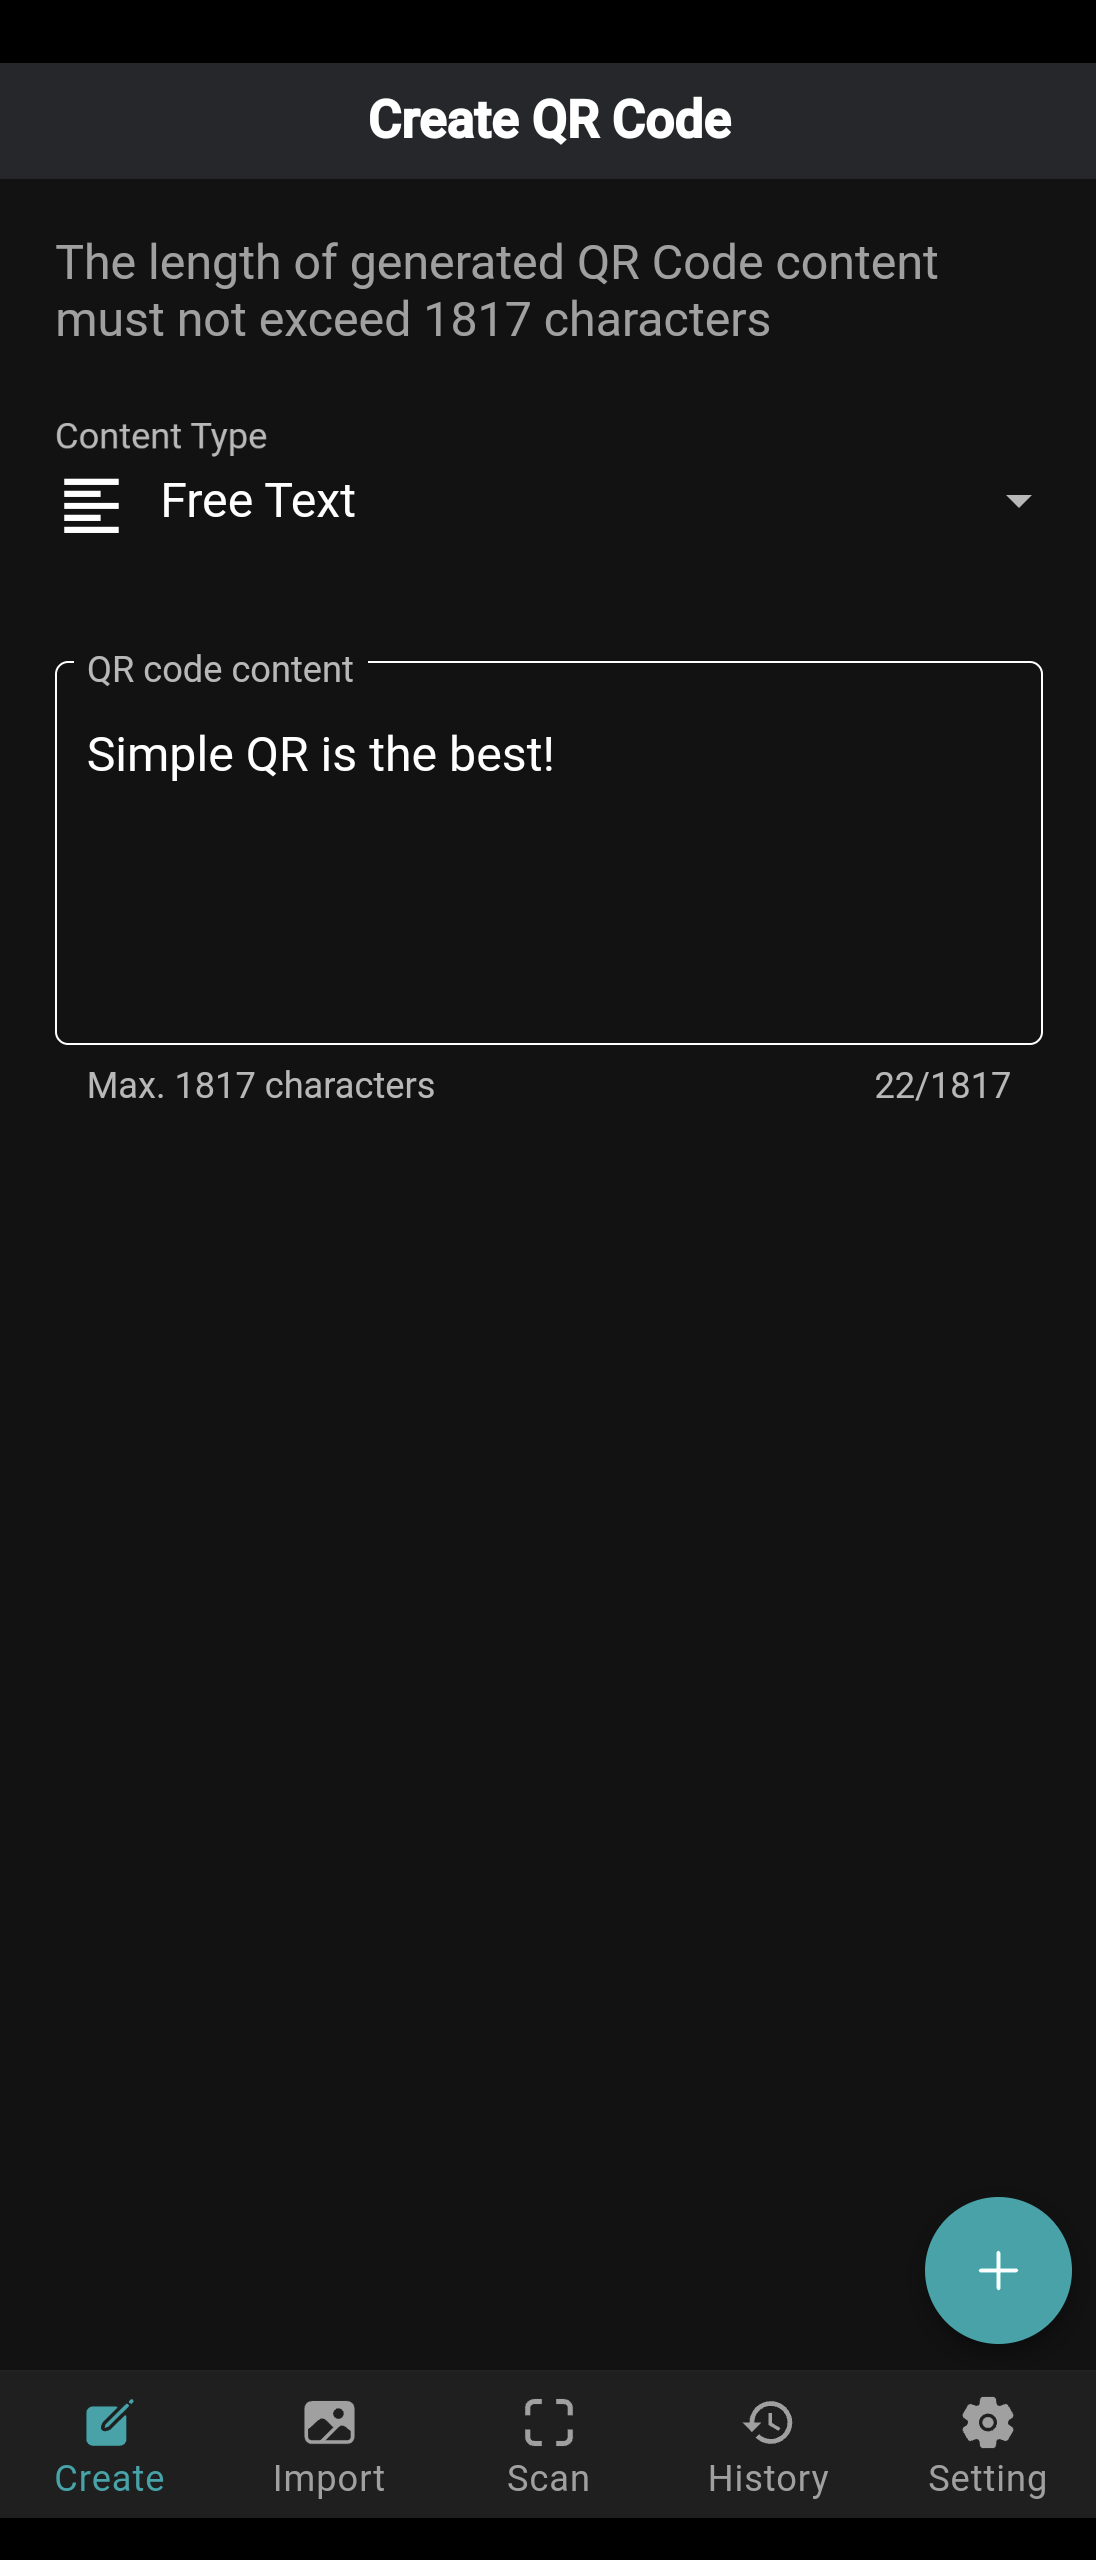 Create QR Code
The length of generated QR Code content
must not exceed 1817 characters
Content Type
Free Text
QR code content
Simple QR is the best!
Max. 1817 characters
22/1817
Create
Import
Scan
History
Setting